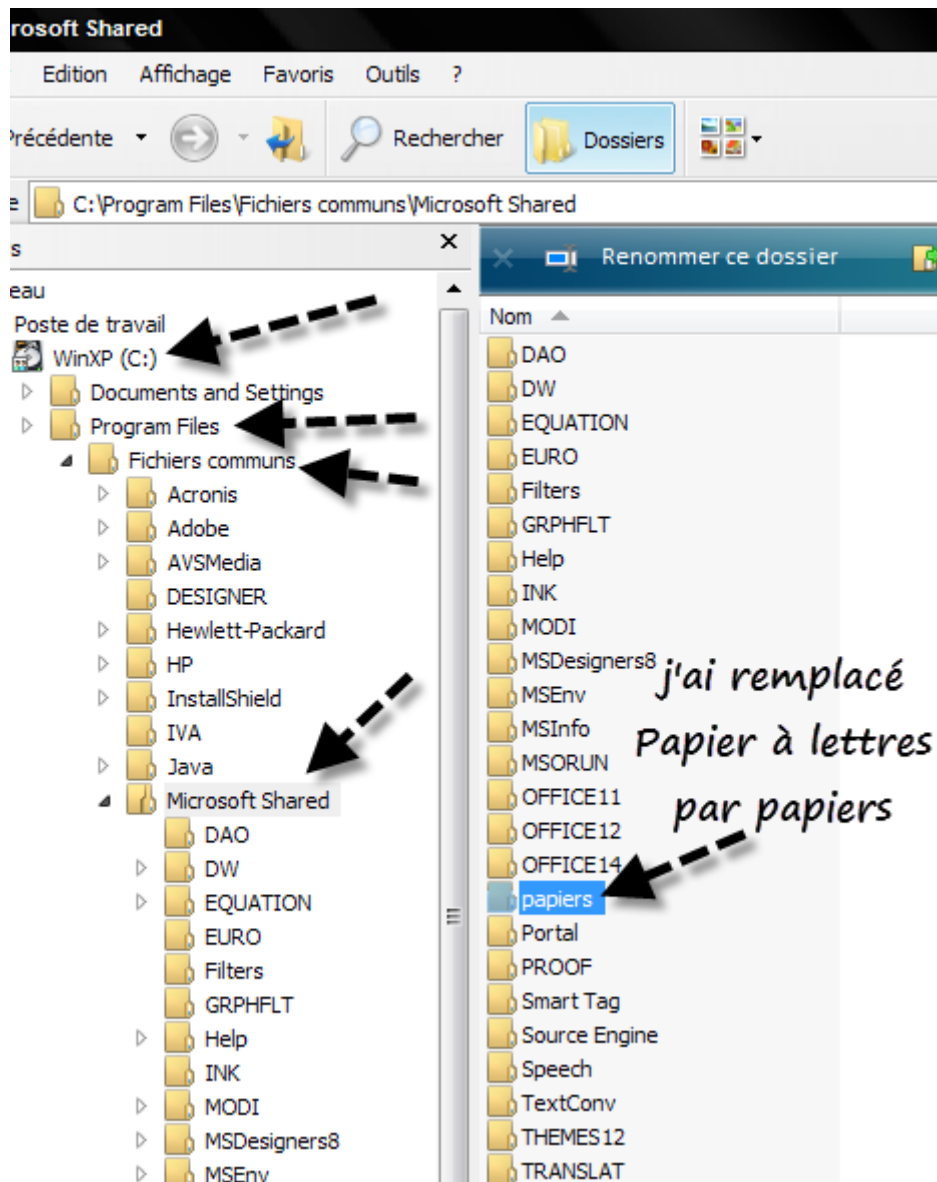 rosoft Shared
Edition Affichage Favoris Outils ?
Précédente Rechercher Dossiers
C:\Program Files\Fichiers communs\Microsoft Shared
s
Renommer ce dossier
eau
Poste de travail
WinXP (C:)
Documents and Settings
Program Files
Fichiers communs
Acronis
Adobe
AVSMedia
DESIGNER
Hewlett-Packard
HP
InstallShield
IVA
Java
Microsoft Shared
DAO
DW
EQUATION
EURO
Filters
GRPHFLT
Help
INK
MODI
MSDesigners8
MSEnv
Nom
DAO
DW
EQUATION
EURO
Filters
GRPHFLT
Help
INK
MODI
MSDesigners8
MSEnv
MSInfo
MSORUN
OFFICE11
OFFICE12
OFFICE14
papiers
Portal
PROOF
Smart Tag
Source Engine
Speech
TextConv
THEMES12
TRANSLAT
j'ai remplacé
Papier à lettres
par papiers